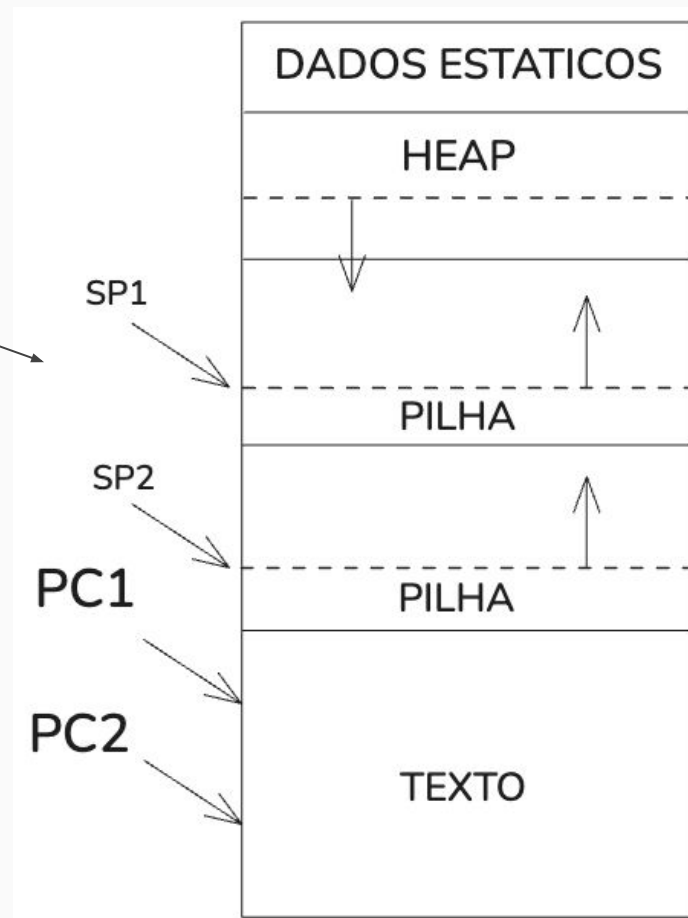 DADOS ESTATICOS
HEAP
SP1
PILHA
SP2
PC1
PILHA
PC2
TEXTO